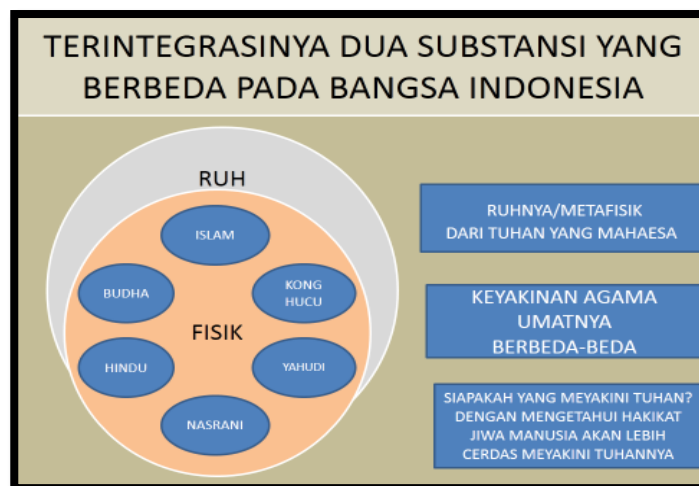 TERINTEGRASINYA DUA SUBSTANSI YANG
BERBEDA PADA BANGSA INDONESIA
RUH
ISLAM
BUDHA
KONG
HUCU
FISIK
HINDU
YAHUDI
NASRANI
RUHNYA/METAFISIK
DARI TUHAN YANG MAHAESA
KEYAKINAN AGAMA
UMATNYA
BERBEDA-BEDA
SIAPAKAH YANG MEYAKINI TUHAN?
DENGAN MENGETAHUI HAKIKAT
JIWA MANUSIA AKAN LEBIH
CERDAS MEYAKINI TUHANNYA